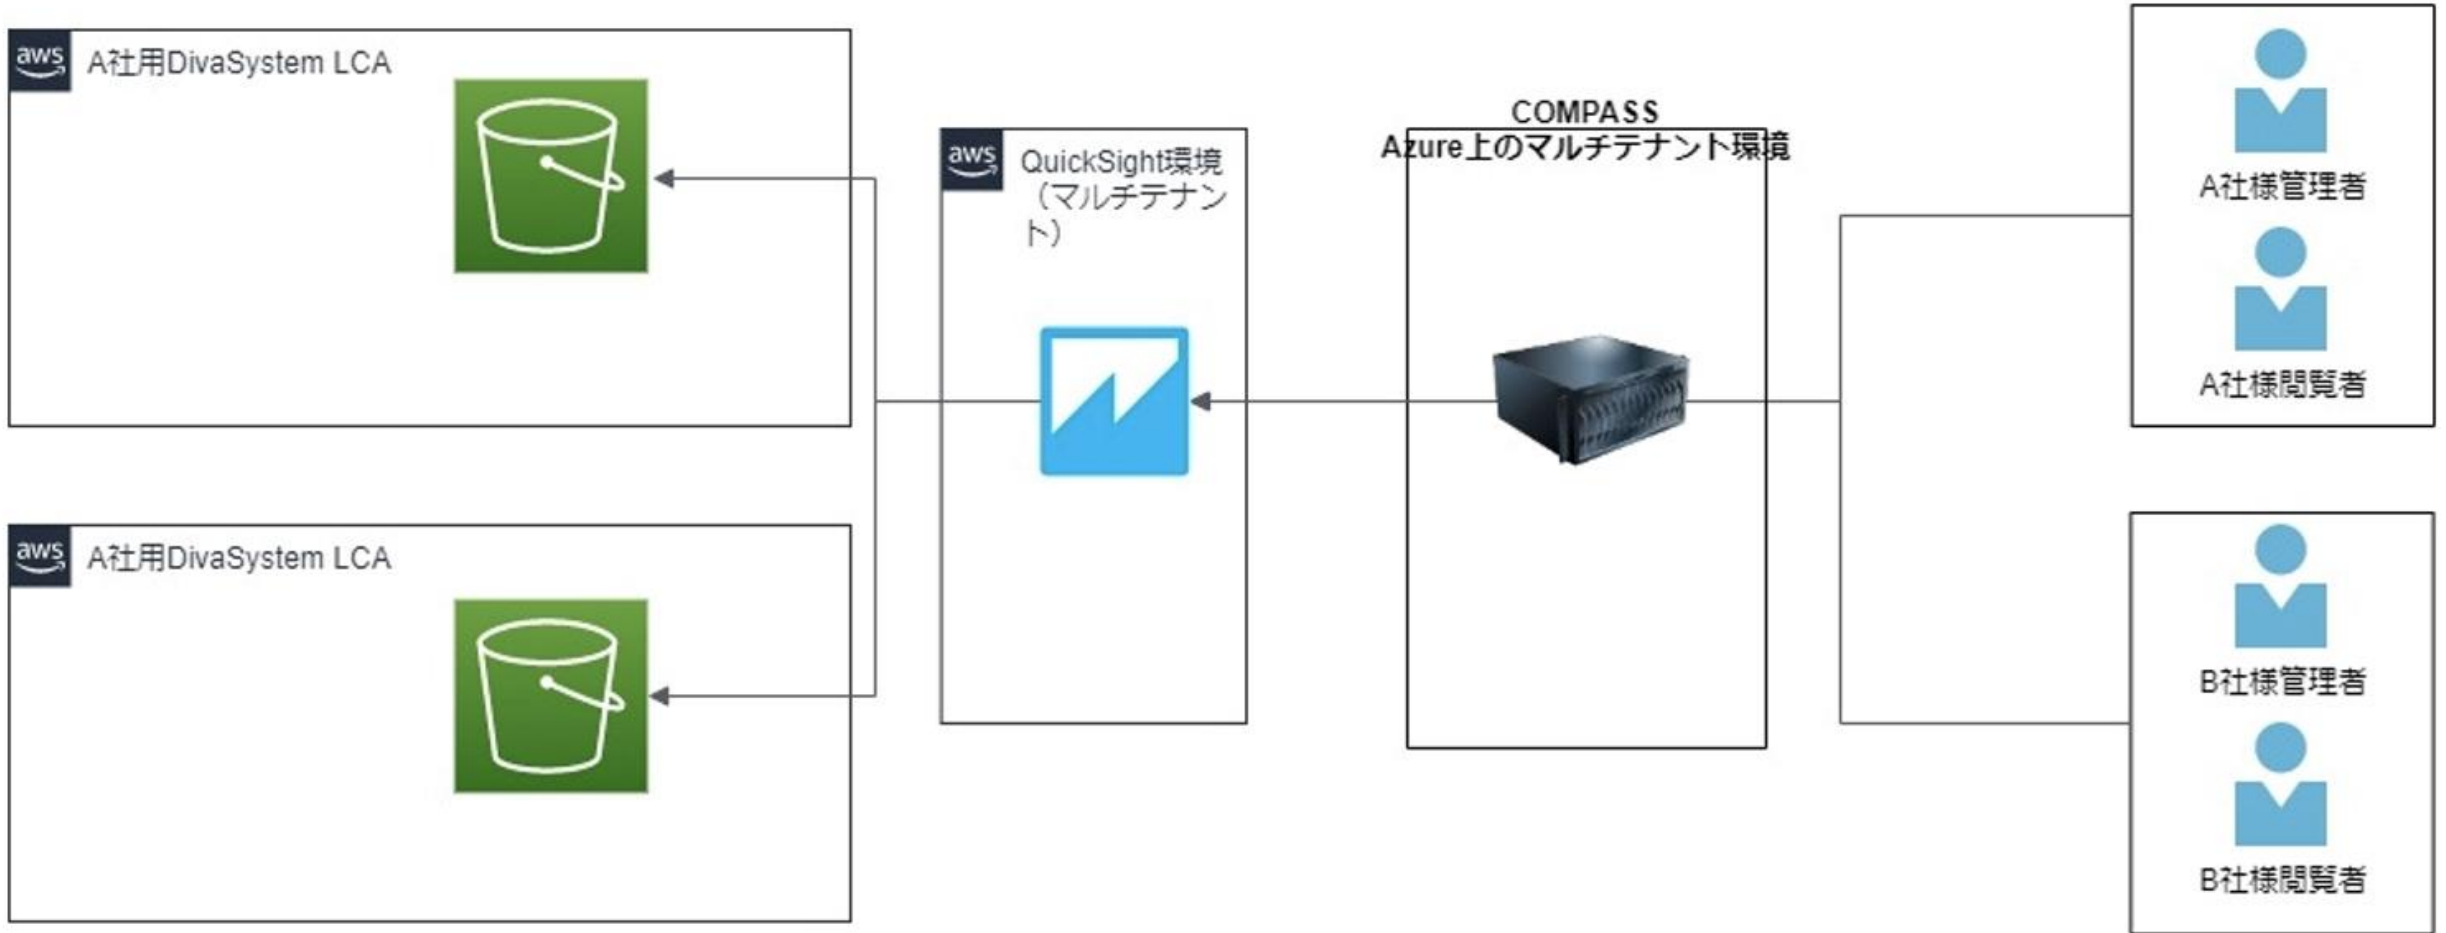 aws
A社用DivaSystem LCA
aws
QuickSight環境
（マルチテナン
ト）
COMPASS
Azure上のマルチテナント環境
A社様管理者
A社様閲覧者
aws
A社用DivaSystem LCA
B社様管理者
B社様閲覧者